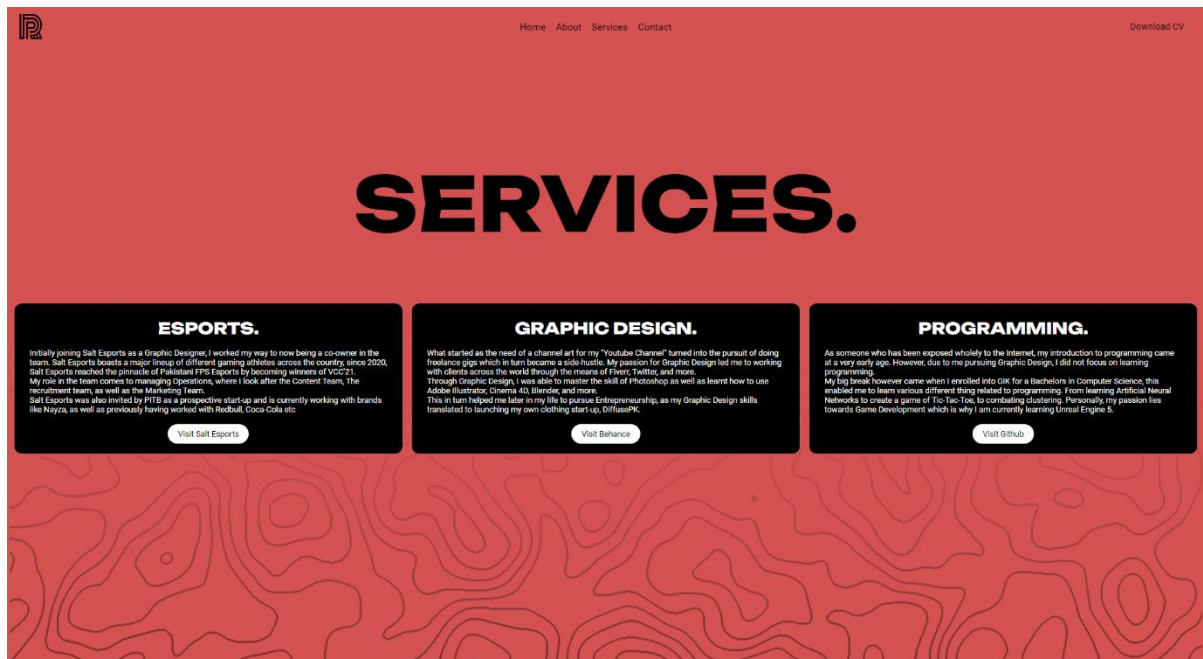 Home About Services Contact
Download CV
SERVICES.
ESPORTS.
Initially joining Salt Esports as a Graphic Designer, I worked my way to now being a co-owner in the
team. Salt Esports boasts a major lineup of different gaming athletes across the country, since 2020,
Salt Esports reached the pinnacle of Pakistani FPS Esports by becoming winners of VCC'21.
My role in the team comes to managing Operations, where I look after the Content Team, The
recruitment team, as well as the Marketing Team.
Salt Esports was also invited by PITB as a prospective start-up and is currently working with brands
like Nayza, as well as previously having worked with Redbull, Coca-Cola etc
Visit Salt Esports
GRAPHIC DESIGN.
What started as the need of a channel art for my "Youtube Channel" turned into the pursuit of doing
freelance gigs which in turn became a side-hustle. My passion for Graphic Design led me to working
with clients across the world through the means of Fiverr, Twitter, and more.
Through Graphic Design, I was able to master the skill of Photoshop as well as learnt how to use
Adobe Illustrator, Cinema 4D, Blender, and more.
This in turn helped me later in my life to pursue Entrepreneurship, as my Graphic Design skills
translated to launching my own clothing start-up, DiffusePK.
Visit Behance
PROGRAMMING.
As someone who has been exposed wholely to the Internet, my introduction to programming came
at a very early age. However, due to me pursuing Graphic Design, I did not focus on learning
programming.
My big break however came when I enrolled into GIK for a Bachelors in Computer Science, this
enabled me to learn various different thing related to programming. From learning Artificial Neural
Networks to create a game of Tic-Tac-Toe, to combating clustering. Personally, my passion lies
towards Game Development which is why I am currently learning Unreal Engine 5.
Visit Github